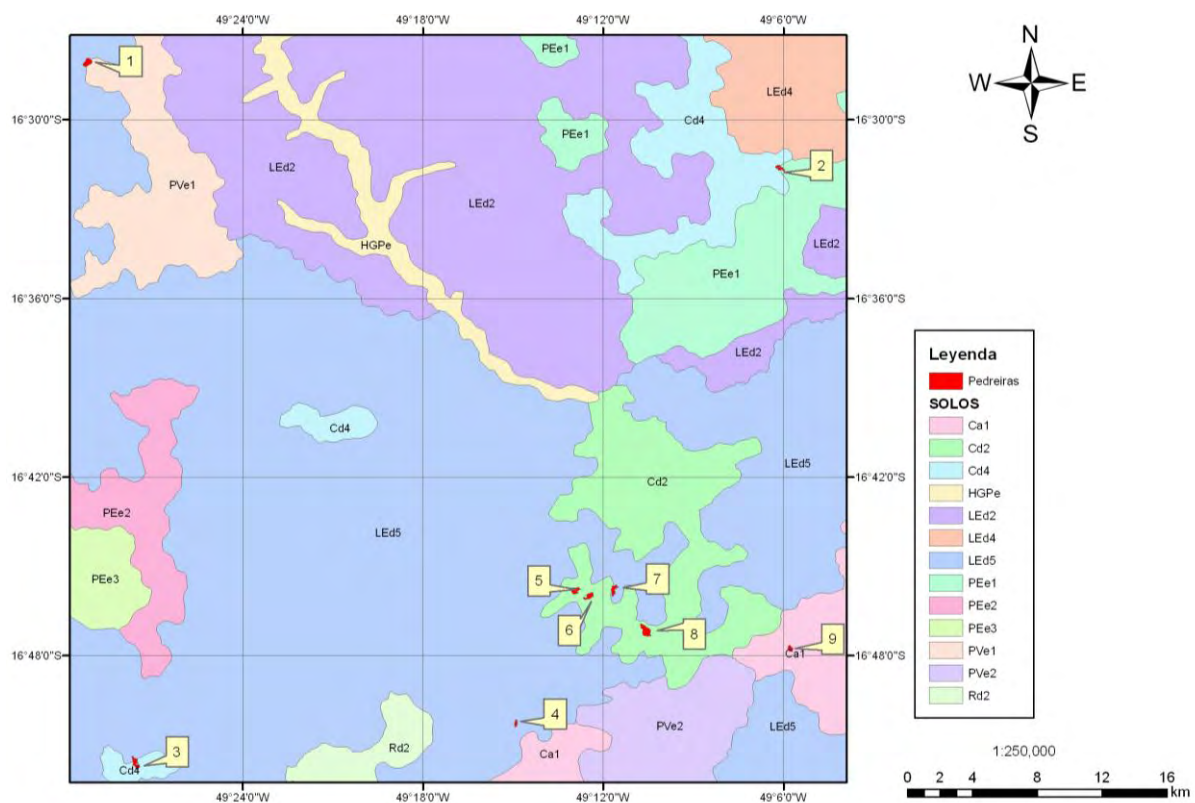 49°24'0"W 49°18'0"W 49°12'0"W 49°6'0"W
N
W E
S
PEe1
1
LEd4
16°30'0"S Cd4 16°30'0"S
PEe1
LEd2
2
PVe1
LEd2
HGPe
LEd2
PEe1
16°36'0"S 16°36'0"S
LEd2
Cd4
LEd5
16°42'0"S Cd2 16°42'0"S
PEe2
LEd5
PEe3
5 7
6 8 9
16°48'0"S Ca1 16°48'0"S
4
PVe2 LEd5
Rd2
3 Ca1
Cd4
49°24'0"W 49°18'0"W 49°12'0"W 49°6'0"W
Leyenda
Pedreiras
SOLOS
Ca1
Cd2
Cd4
HGPe
LEd2
LEd4
LEd5
PEe1
PEe2
PEe3
PVe1
PVe2
Rd2
1:250,000
0 2 4 8 12 16
km